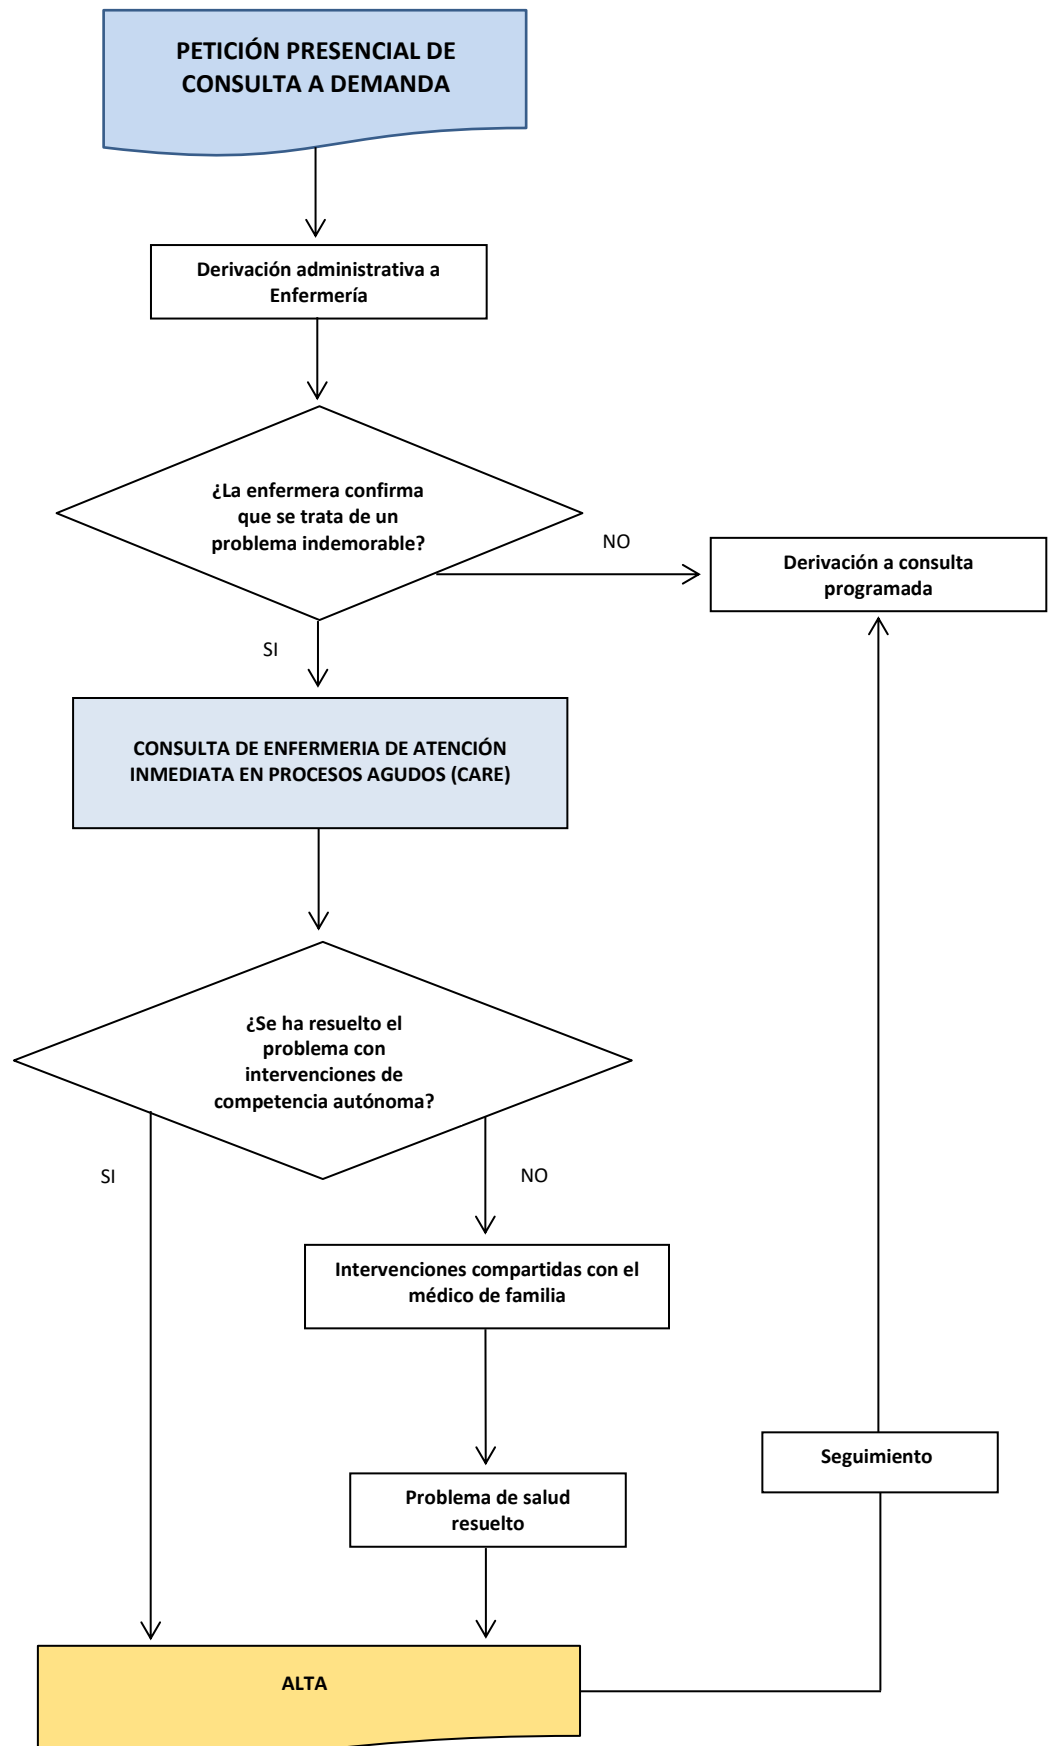 PETICIÓN PRESENCIAL DE
CONSULTA A DEMANDA
Derivación administrativa a
Enfermería
¿La enfermera confirma
que se trata de un
problema indemorable?
NO
Derivación a consulta
programada
SI
CONSULTA DE ENFERMERIA DE ATENCIÓN
INMEDIATA EN PROCESOS AGUDOS (CARE)
¿Se ha resuelto el
problema con
intervenciones de
competencia autónoma?
SI
NO
Intervenciones compartidas con el
médico de familia
Seguimiento
Problema de salud
resuelto
ALTA